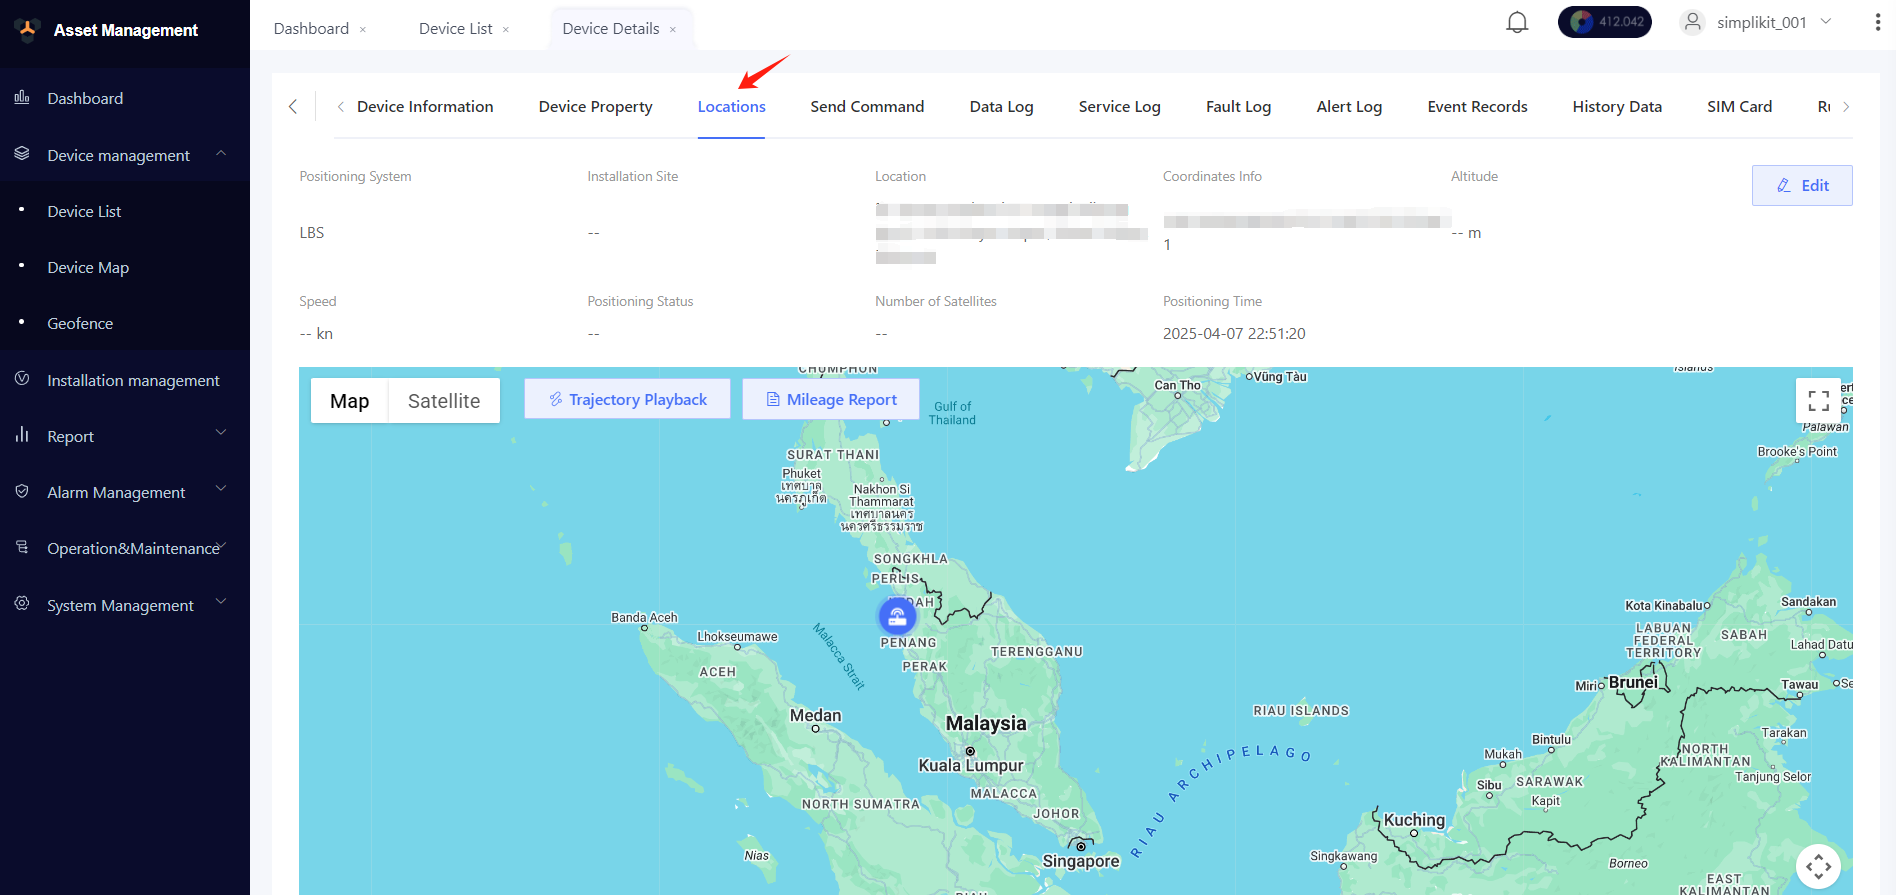 Asset Management
Dashboard
Device management
Device List
Device Map
Geofence
Installation management
Report
Alarm Management
Operation&Maintenance
System Management
Dashboard ×
Device List ×
Device Details ×
412.042
simplikit_001
Device Information
Device Property
Locations
Send Command
Data Log
Service Log
Fault Log
Alert Log
Event Records
History Data
SIM Card
Positioning System
LBS
Installation Site
--
Location
Coordinates Info
1
Altitude
-- m
Edit
Speed
-- kn
Positioning Status
--
Number of Satellites
--
Positioning Time
2025-04-07 22:51:20
Map
Satellite
Trajectory Playback
Mileage Report
CHUMPHON
Gulf of
Thailand
Can Tho
Vũng Tàu
Islands
Palawan
Brooke's Point
SURAT THANI
Phuket
เทศบาล
นครภูเก็ต
Nakhon Si
Thammarat
เทศบาลนคร
นครศรีธรรมราช
SONGKHLA
PERLIS
PENANG
PERAK
TERENGGANU
Banda Aceh
Lhokseumawe
ACEH
Malacca Strait
Medan
Malaysia
Kuala Lumpur
MALACCA
JOHOR
NORTH SUMATRA
Nias
Singapore
RIAU ISLANDS
RIAU ARCHIPELAGO
Kota Kinabalu
Sandakan
LABUAN
FEDERAL
TERRITORY
SABAH
Lahad Datu
Miri
Brunei
Tawau
Tarakan
Bintulu
Mukah
NORTH
KALIMANTAN
Tanjung Selor
Sibu
SARAWAK
Kapit
Kuching
Singkawang
Borneo
EAST
KALIMANTAN